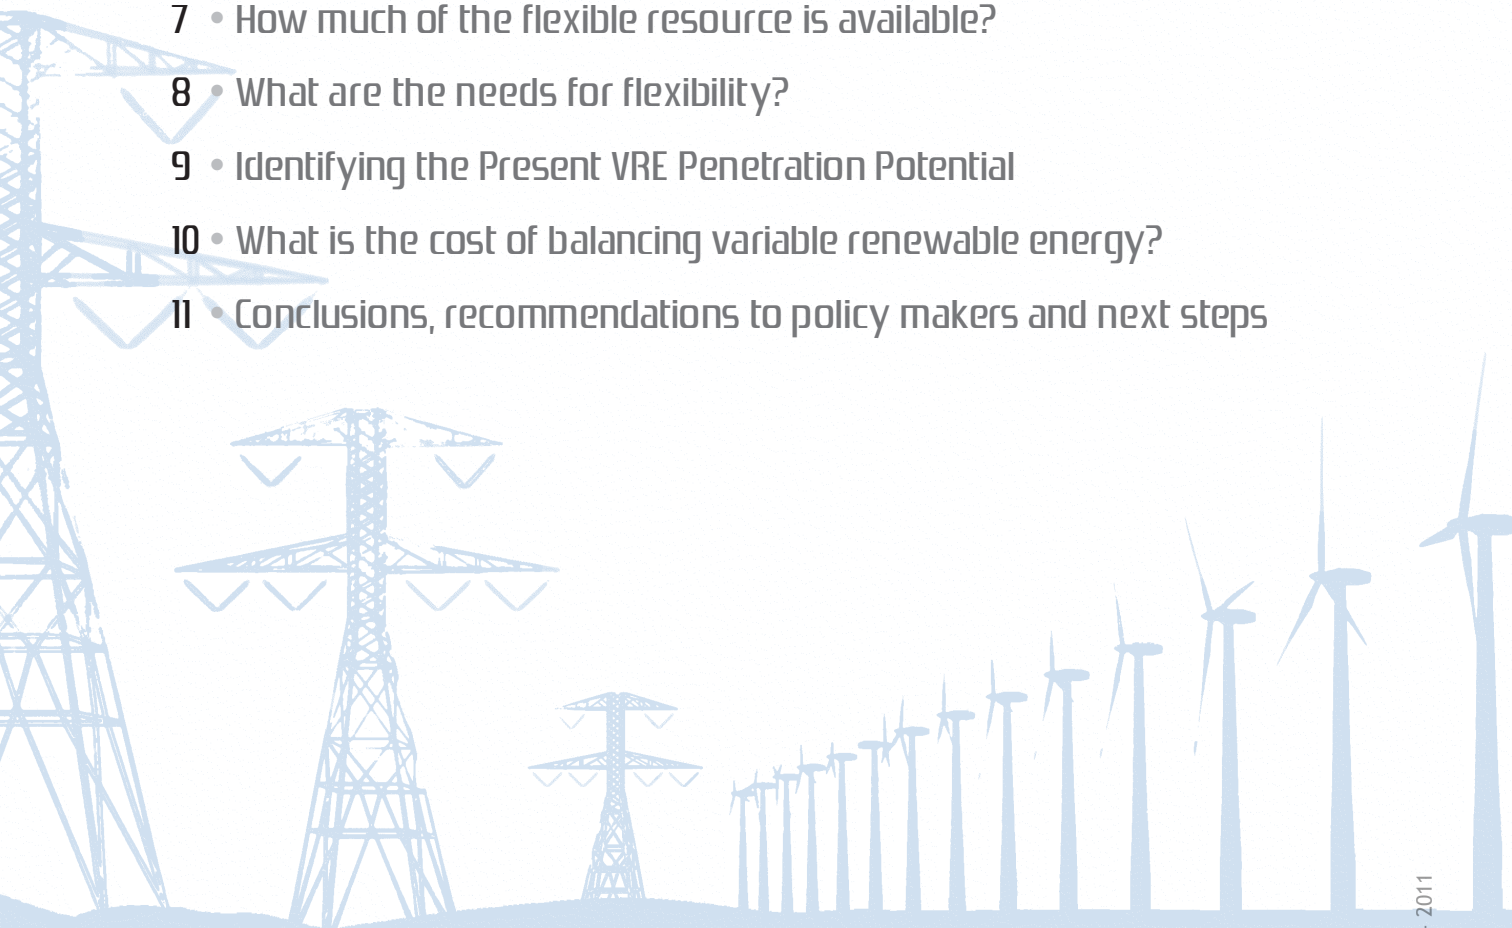 7 • How much of the flexible resource is available?
8 • What are the needs for flexibility?
9 • Identifying the Present VRE Penetration Potential
10 • What is the cost of balancing variable renewable energy?
11 • Conclusions, recommendations to policy makers and next steps
2011